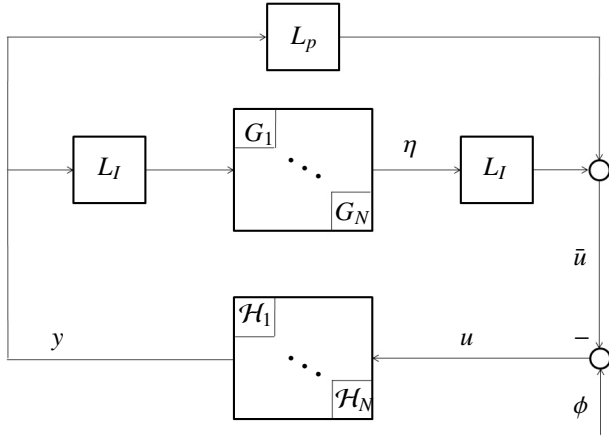 L_p
L_I
G_1
⋱
G_N
η
L_I
ū
y
ℋ_1
⋱
ℋ_N
u
−
ϕ